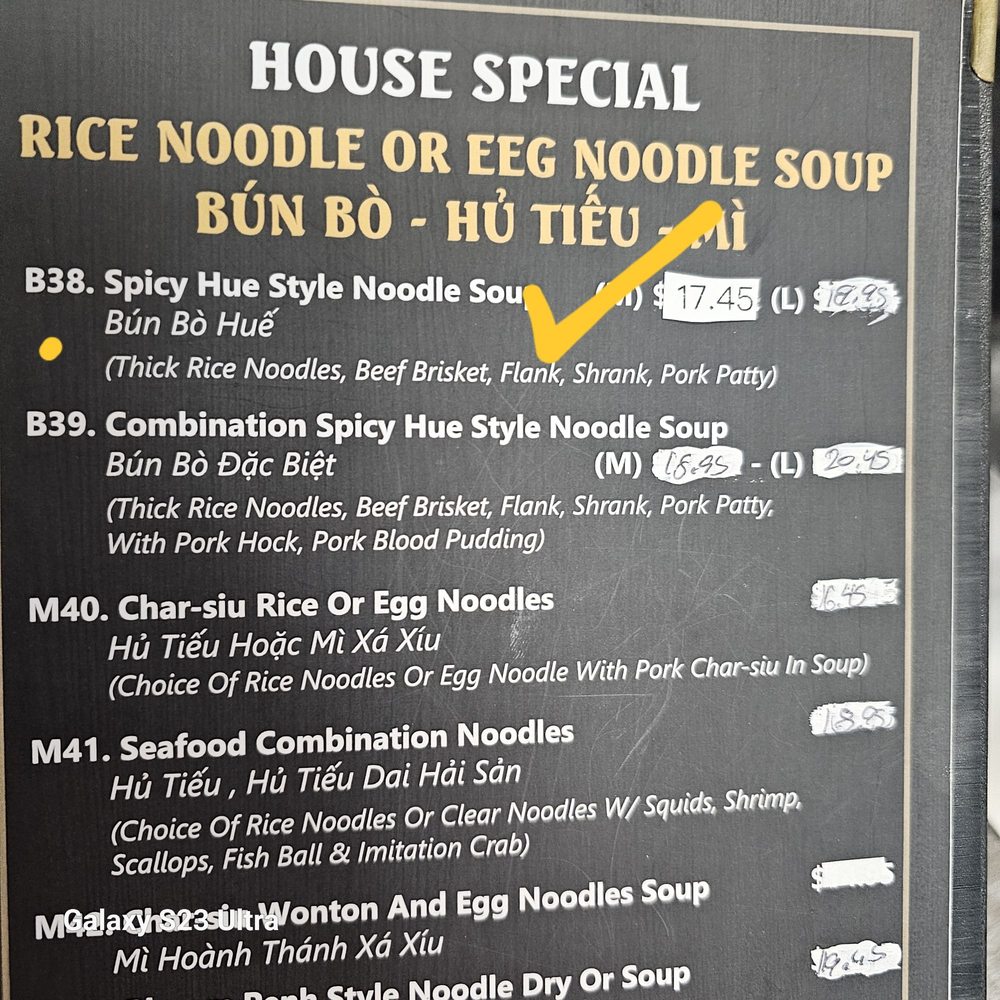 HOUSE SPECIAL
RICE NOODLE OR EEG NOODLE SOUP
BÚN BÒ - HỦ TIẾU - MÌ
B38. Spicy Hue Style Noodle Soup (M) $17.45 (L) $18.95
Bún Bò Huế
(Thick Rice Noodles, Beef Brisket, Flank, Shrank, Pork Patty)
B39. Combination Spicy Hue Style Noodle Soup
Bún Bò Đặc Biệt (M) 18.95 - (L) 20.45
(Thick Rice Noodles, Beef Brisket, Flank, Shrank, Pork Patty,
With Pork Hock, Pork Blood Pudding)
M40. Char-siu Rice Or Egg Noodles 16.45
Hủ Tiếu Hoặc Mì Xá Xíu
(Choice Of Rice Noodles Or Egg Noodle With Pork Char-siu In Soup)
M41. Seafood Combination Noodles 18.95
Hủ Tiếu , Hủ Tiếu Dai Hải Sản
(Choice Of Rice Noodles Or Clear Noodles W/ Squids, Shrimp,
Scallops, Fish Ball & Imitation Crab)
M42. Char-siu Wonton And Egg Noodles Soup
Galaxy S23 Ultra
Mì Hoành Thánh Xá Xíu
Penh Style Noodle Dry Or Soup 19.45